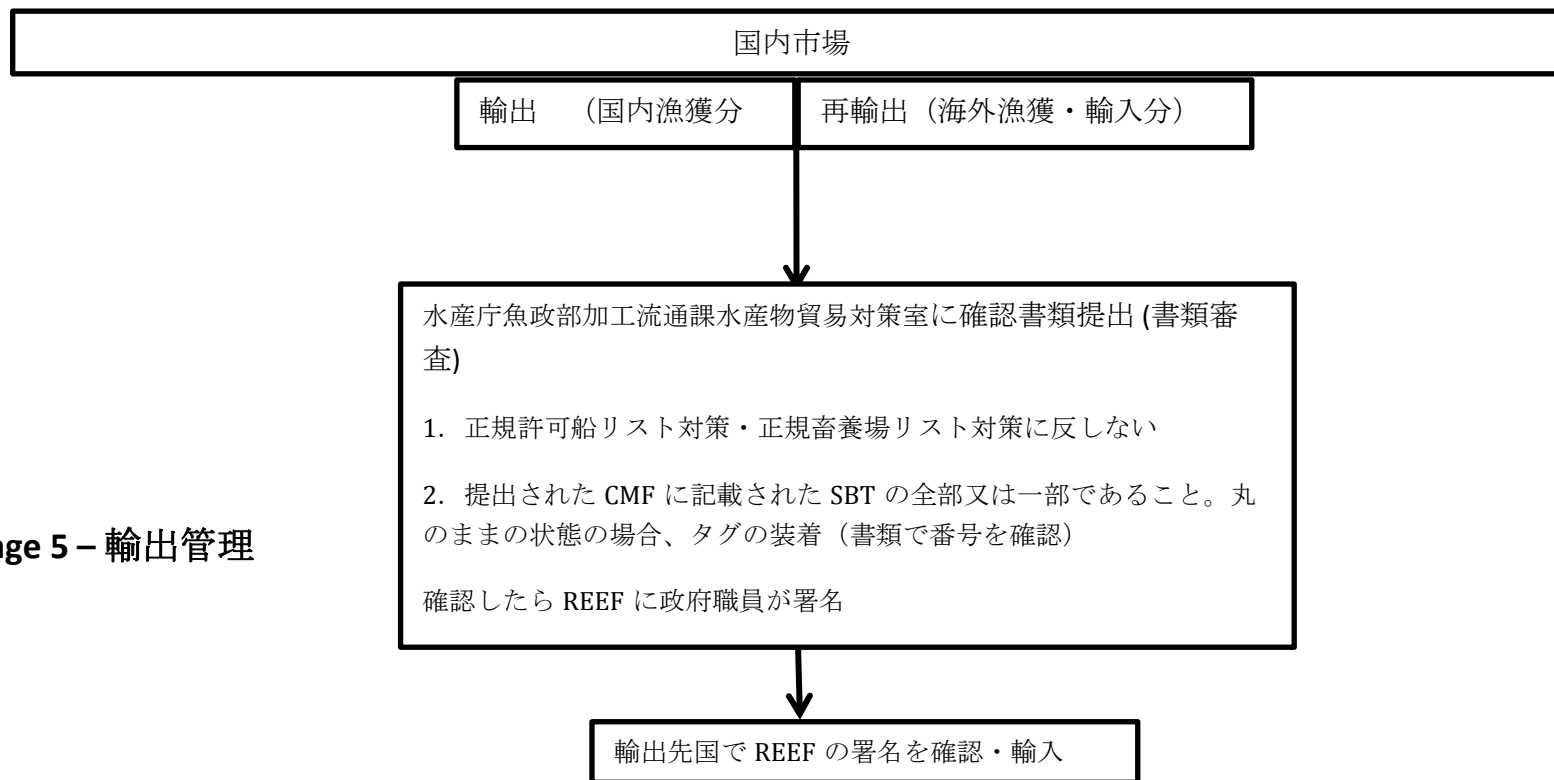 国内市場
輸出　（国内漁獲分
再輸出（海外漁獲・輸入分）
水産庁魚政部加工流通課水産物貿易対策室に確認書類提出 (書類審
査)
1. 正規許可船リスト対策・正規畜養場リスト対策に反しない
2. 提出された CMF に記載された SBT の全部又は一部であること。丸
のままの状態の場合、タグの装着（書類で番号を確認）
確認したら REEF に政府職員が署名
age 5 – 輸出管理
輸出先国で REEF の署名を確認・輸入